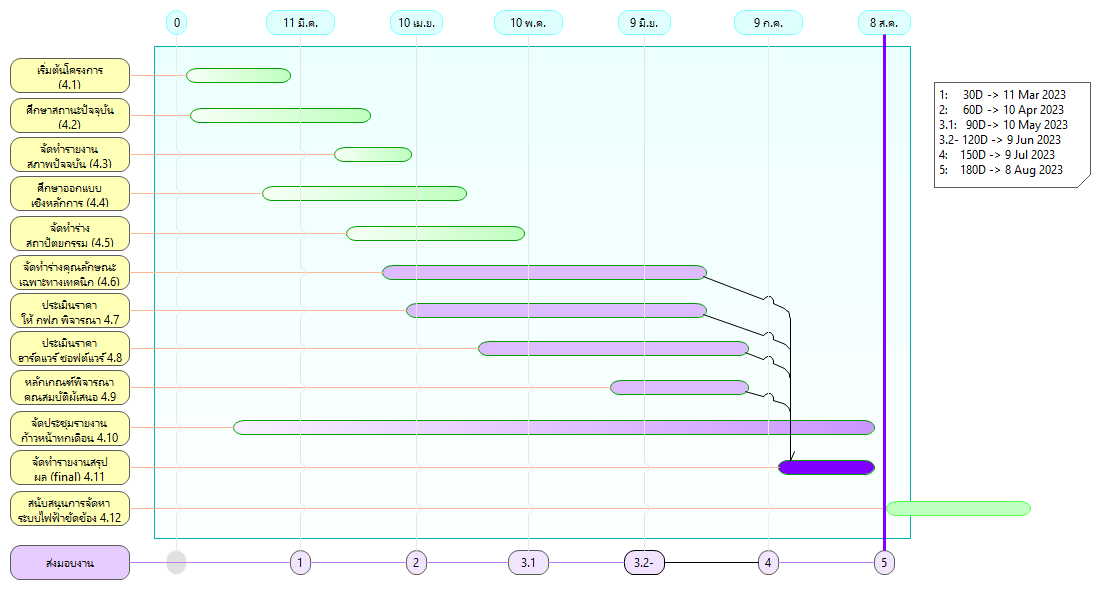 0
11 มี.ค.
10 เม.ย.
10 พ.ค.
9 มิ.ย.
9 ก.ค.
8 ส.ค.
เริ่มต้นโครงการ
(4.1)
ศึกษาสถานะปัจจุบัน
(4.2)
จัดทำรายงาน
สภาพปัจจุบัน (4.3)
ศึกษาออกแบบ
เชิงหลักการ (4.4)
จัดทำร่าง
สถาปัตยกรรม (4.5)
จัดทำร่างคุณลักษณะ
เฉพาะทางเทคนิก (4.6)
ประเมินราคา
ให้ กฟภ พิจารณา 4.7
ประเมินราคา
ฮาร์ดแวร์ ซอฟต์แวร์ 4.8
หลักเกณฑ์พิจารณา
คุณสมบัติผู้เสนอ 4.9
จัดประชุมรายงาน
ก้าวหน้าทุกเดือน 4.10
จัดทำรายงานสรุป
ผล (final) 4.11
สนับสนุนการจัดหา
ระบบไฟฟ้าขัดข้อง 4.12
ส่งมอบงาน
1
2
3.1
3.2-
4
5
1: 30D -> 11 Mar 2023
2: 60D -> 10 Apr 2023
3.1: 90D -> 10 May 2023
3.2- 120D -> 9 Jun 2023
4: 150D -> 9 Jul 2023
5: 180D -> 8 Aug 2023